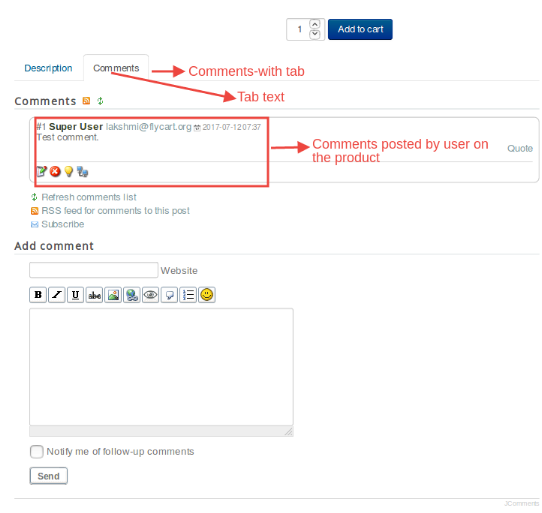 1 Add to cart
Description Comments Comments-with tab
Tab text
Comments
#1 Super User lakshmi@flycart.org 2017-07-12 07:37
Test comment.
Comments posted by user on
the product
Quote
Refresh comments list
RSS feed for comments to this post
Subscribe
Add comment
Website
B I U abc
Notify me of follow-up comments
Send
JComments